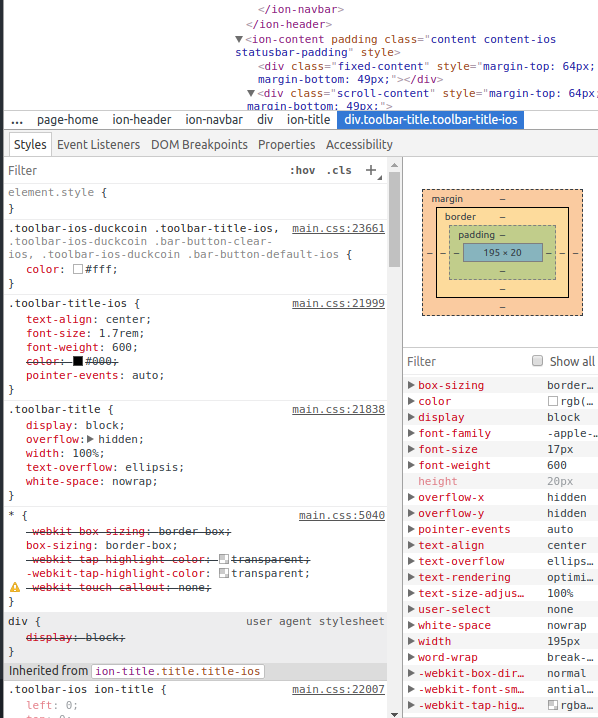 </ion-navbar>
</ion-header>
▼<ion-content padding class="content content-ios
statusbar-padding" style>
<div class="fixed-content" style="margin-top: 64px;
margin-bottom: 49px;"></div>
▼<div class="scroll-content" style="margin-top: 64px;
margin-bottom: 49px;">
... page-home ion-header ion-navbar div ion-title div.toolbar-title.toolbar-title-ios
Styles Event Listeners DOM Breakpoints Properties Accessibility
Filter :hov .cls +
element.style {
}
.toolbar-ios-duckcoin .toolbar-title-ios, main.css:23661
.toolbar-ios-duckcoin .bar-button-clear-
ios, .toolbar-ios-duckcoin .bar-button-default-ios {
color: #fff;
}
.toolbar-title-ios { main.css:21999
text-align: center;
font-size: 1.7rem;
font-weight: 600;
color: #000;
pointer-events: auto;
}
.toolbar-title { main.css:21838
display: block;
overflow:▶hidden;
width: 100%;
text-overflow: ellipsis;
white-space: nowrap;
}
* { main.css:5040
-webkit-box-sizing: border-box;
box-sizing: border-box;
-webkit-tap-highlight-color: transparent;
-webkit-tap-highlight-color: transparent;
-webkit-touch-callout: none;
}
div { user agent stylesheet
display: block;
}
Inherited from ion-title.title.title-ios
.toolbar-ios ion-title { main.css:22007
left: 0;
top: 0;
margin –
border –
padding –
– – – 195 × 20 – – –
–
–
–
Filter Show all
▶box-sizing border…
▶color rgb(…
▶display block
▶font-family -apple-…
▶font-size 17px
▶font-weight 600
height 20px
▶overflow-x hidden
▶overflow-y hidden
▶pointer-events auto
▶text-align center
▶text-overflow ellips…
▶text-rendering optimi…
▶text-size-adjus… 100%
▶user-select none
▶white-space nowrap
▶width 195px
▶word-wrap break-…
▶-webkit-box-dir… normal
▶-webkit-font-sm… antial…
▶-webkit-tap-hig… rgba…